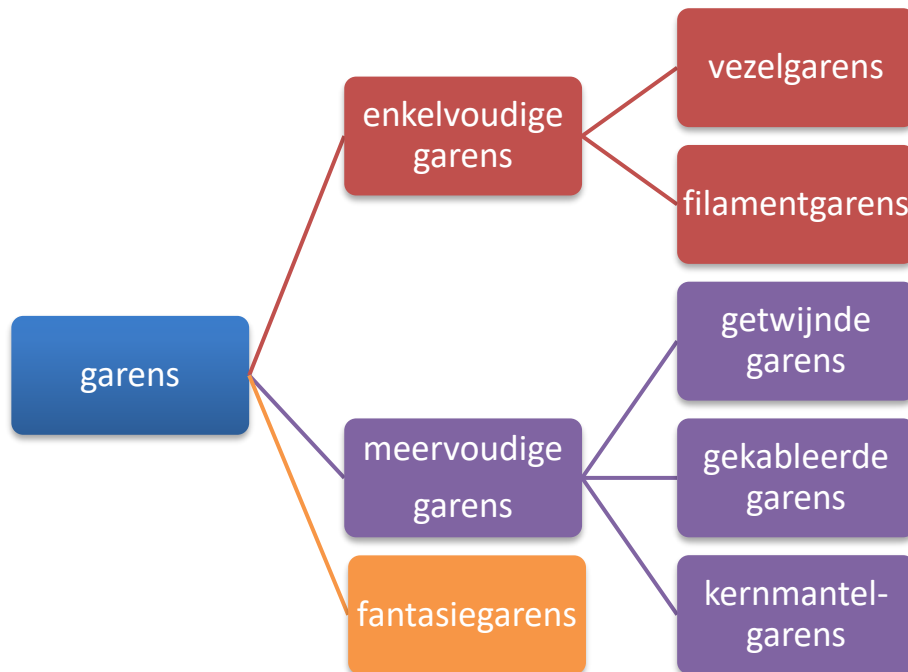 garens
enkelvoudige
garens
vezelgarens
filamentgarens
meervoudige
garens
getwijnde
garens
gekableerde
garens
kernmantel-
garens
fantasiegarens